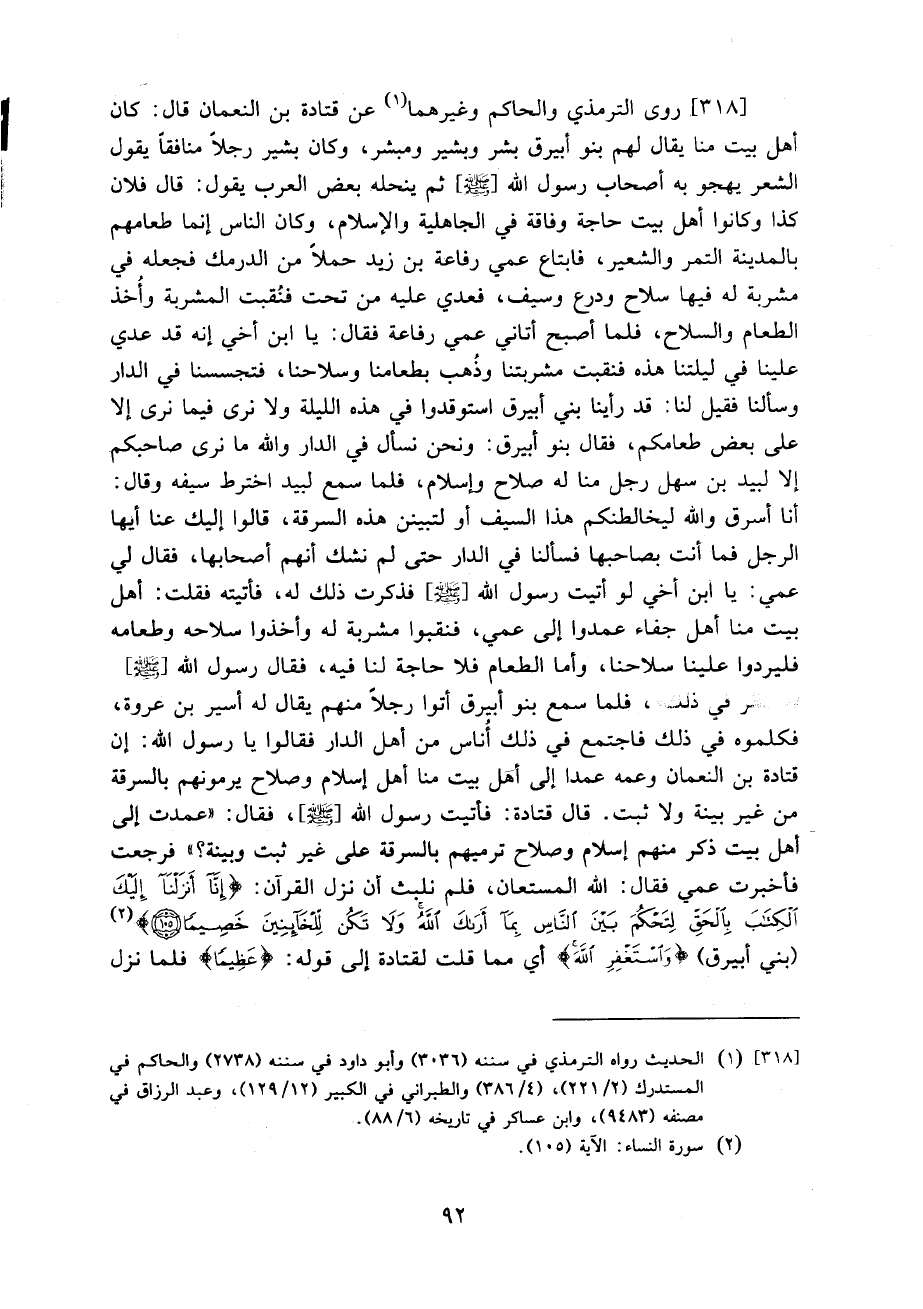 [٣١٨] روى الترمذي والحاكم وغيرهما(١) عن قتادة بن النعمان قال: كان
أهل بيت منا يقال لهم بنو أبيرق بشر وبشير ومبشر، وكان بشير رجلاً منافقاً يقول
الشعر يهجو به أصحاب رسول الله [ﷺ] ثم ينحله بعض العرب يقول: قال فلان
كذا وكانوا أهل بيت حاجة وفاقة في الجاهلية والإسلام، وكان الناس إنما طعامهم
بالمدينة التمر والشعير، فابتاع عمي رفاعة بن زيد حملاً من الدرمك فجعله في
مشربة له فيها سلاح ودرع وسيف، فعدي عليه من تحت فنُقبت المشربة وأُخذ
الطعام والسلاح، فلما أصبح أتاني عمي رفاعة فقال: يا ابن أخي إنه قد عدي
علينا في ليلتنا هذه فنقبت مشربتنا وذُهب بطعامنا وسلاحنا، فتجسسنا في الدار
وسألنا فقيل لنا: قد رأينا بني أبيرق استوقدوا في هذه الليلة ولا نرى فيما نرى إلا
على بعض طعامكم، فقال بنو أبيرق: ونحن نسأل في الدار والله ما نرى صاحبكم
إلا لبيد بن سهل رجل منا له صلاح وإسلام، فلما سمع لبيد اخترط سيفه وقال:
أنا أسرق والله ليخالطنكم هذا السيف أو لتبينن هذه السرقة، قالوا إليك عنا أيها
الرجل فما أنت بصاحبها فسألنا في الدار حتى لم نشك أنهم أصحابها، فقال لي
عمي: يا ابن أخي لو أتيت رسول الله [ﷺ] فذكرت ذلك له، فأتيته فقلت: أهل
بيت منا أهل جفاء عمدوا إلى عمي، فنقبوا مشربة له وأخذوا سلاحه وطعامه
فليردوا علينا سلاحنا، وأما الطعام فلا حاجة لنا فيه، فقال رسول الله [ﷺ]
في ذلك، فلما سمع بنو أبيرق أتوا رجلاً منهم يقال له أسير بن عروة،
فكلموه في ذلك فاجتمع في ذلك أُناس من أهل الدار فقالوا يا رسول الله: إن
قتادة بن النعمان وعمه عمدا إلى أهل بيت منا أهل إسلام وصلاح يرمونهم بالسرقة
من غير بينة ولا ثبت. قال قتادة: فأتيت رسول الله [ﷺ]، فقال: «عمدت إلى
أهل بيت ذكر منهم إسلام وصلاح ترميهم بالسرقة على غير ثبت وبينة؟» فرجعت
فأخبرت عمي فقال: الله المستعان، فلم نلبث أن نزل القرآن: ﴿إِنَّآ أَنزَلْنَآ إِلَيْكَ
ٱلْكِتَٰبَ بِٱلْحَقِّ لِتَحْكُمَ بَيْنَ ٱلنَّاسِ بِمَآ أَرَىٰكَ ٱللَّهُ ۚ وَلَا تَكُن لِّلْخَآئِنِينَ خَصِيمًا ١٠٥﴾(٢)
(بني أبيرق) ﴿وَٱسْتَغْفِرِ ٱللَّهَ ۖ﴾ أي مما قلت لقتادة إلى قوله: ﴿عَظِيمًا﴾ فلما نزل
[٣١٨] (١) الحديث رواه الترمذي في سننه (٣٠٣٦) وأبو داود في سننه (٢٧٣٨) والحاكم في
المستدرك (٢٢١/٢)، (٣٨٦/٤) والطبراني في الكبير (١٢٩/١٢)، وعبد الرزاق في
مصنفه (٩٤٨٣)، وابن عساكر في تاريخه (٨٨/٦).
(٢) سورة النساء: الآية (١٠٥).
٩٢